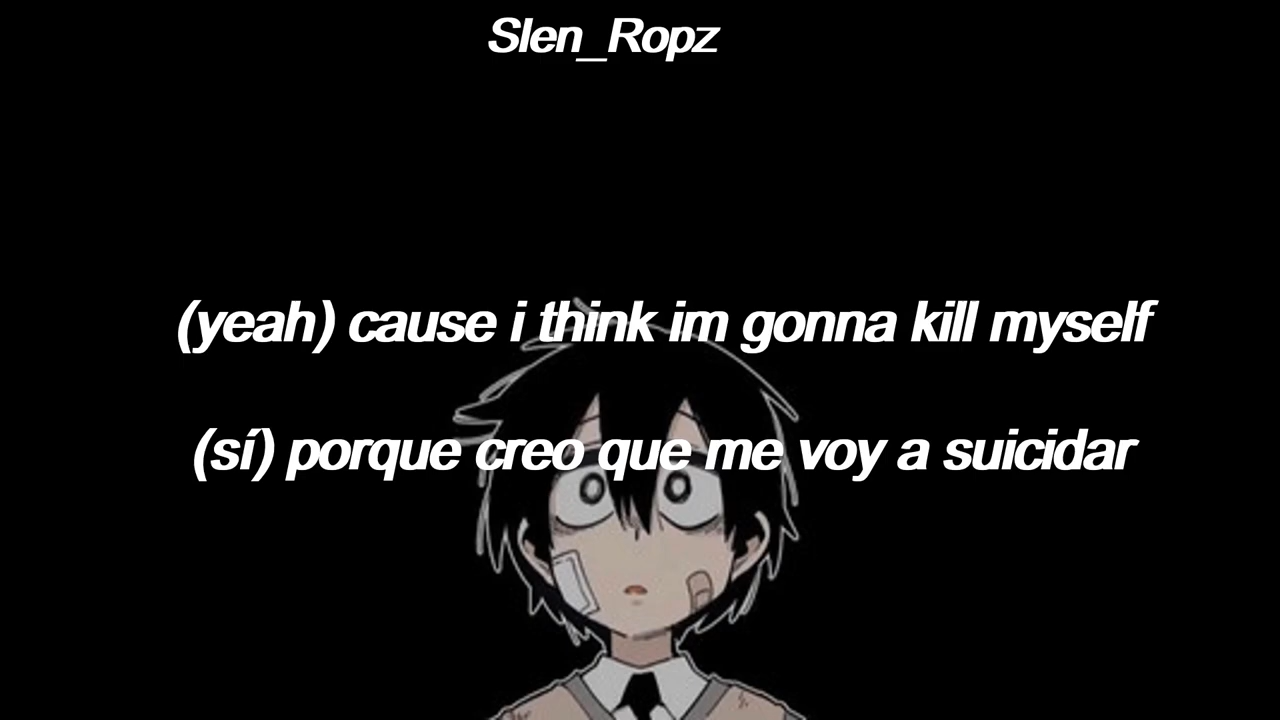 Slen_Ropz
(yeah) cause i think im gonna kill myself
(sí) porque creo que me voy a suicidar